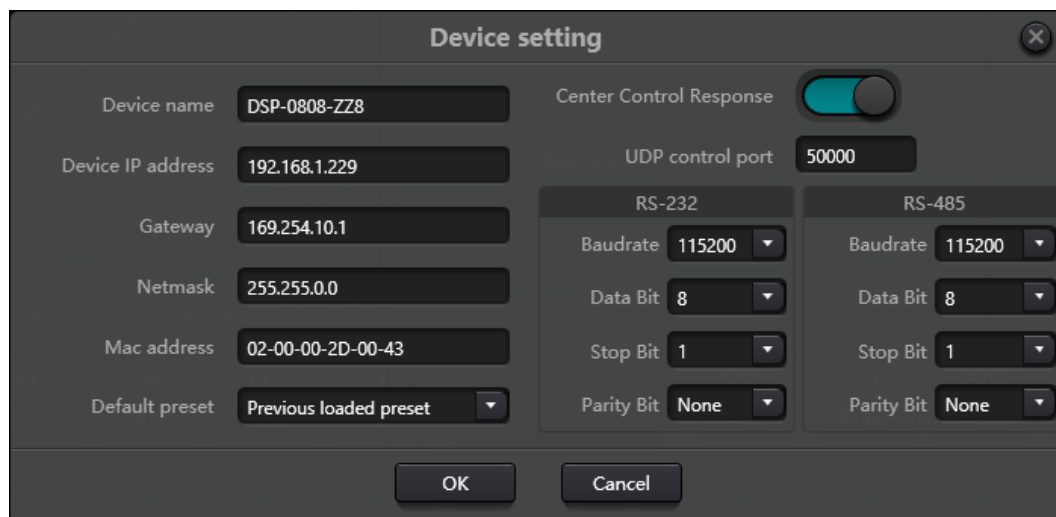 Device setting
Device name DSP-0808-ZZ8
Device IP address 192.168.1.229
Gateway 169.254.10.1
Netmask 255.255.0.0
Mac address 02-00-00-2D-00-43
Default preset Previous loaded preset
Center Control Response
UDP control port 50000
RS-232
Baudrate 115200
Data Bit 8
Stop Bit 1
Parity Bit None
RS-485
Baudrate 115200
Data Bit 8
Stop Bit 1
Parity Bit None
OK
Cancel